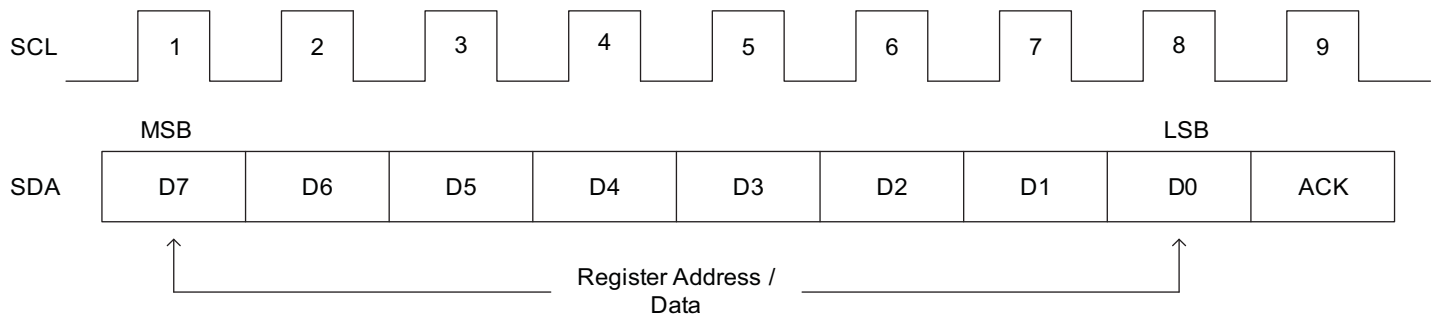 SCL 1 2 3 4 5 6 7 8 9
MSB LSB
SDA D7 D6 D5 D4 D3 D2 D1 D0 ACK
Register Address /
Data